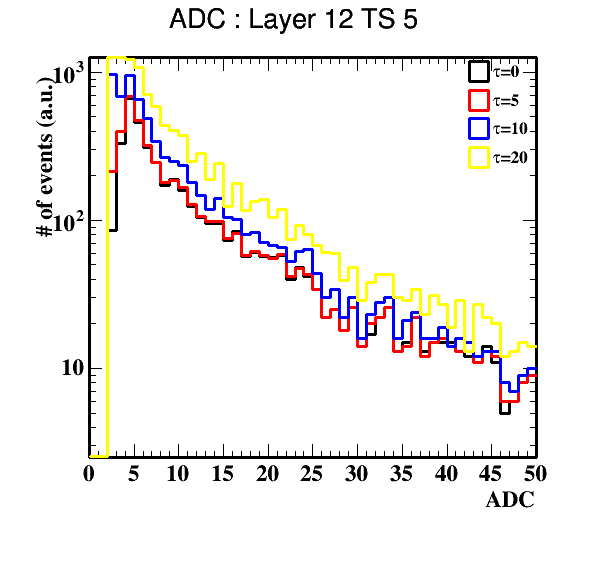 ADC : Layer 12 TS 5
# of events (a.u.)
10³
10²
10
τ=0
τ=5
τ=10
τ=20
0 5 10 15 20 25 30 35 40 45 50
ADC